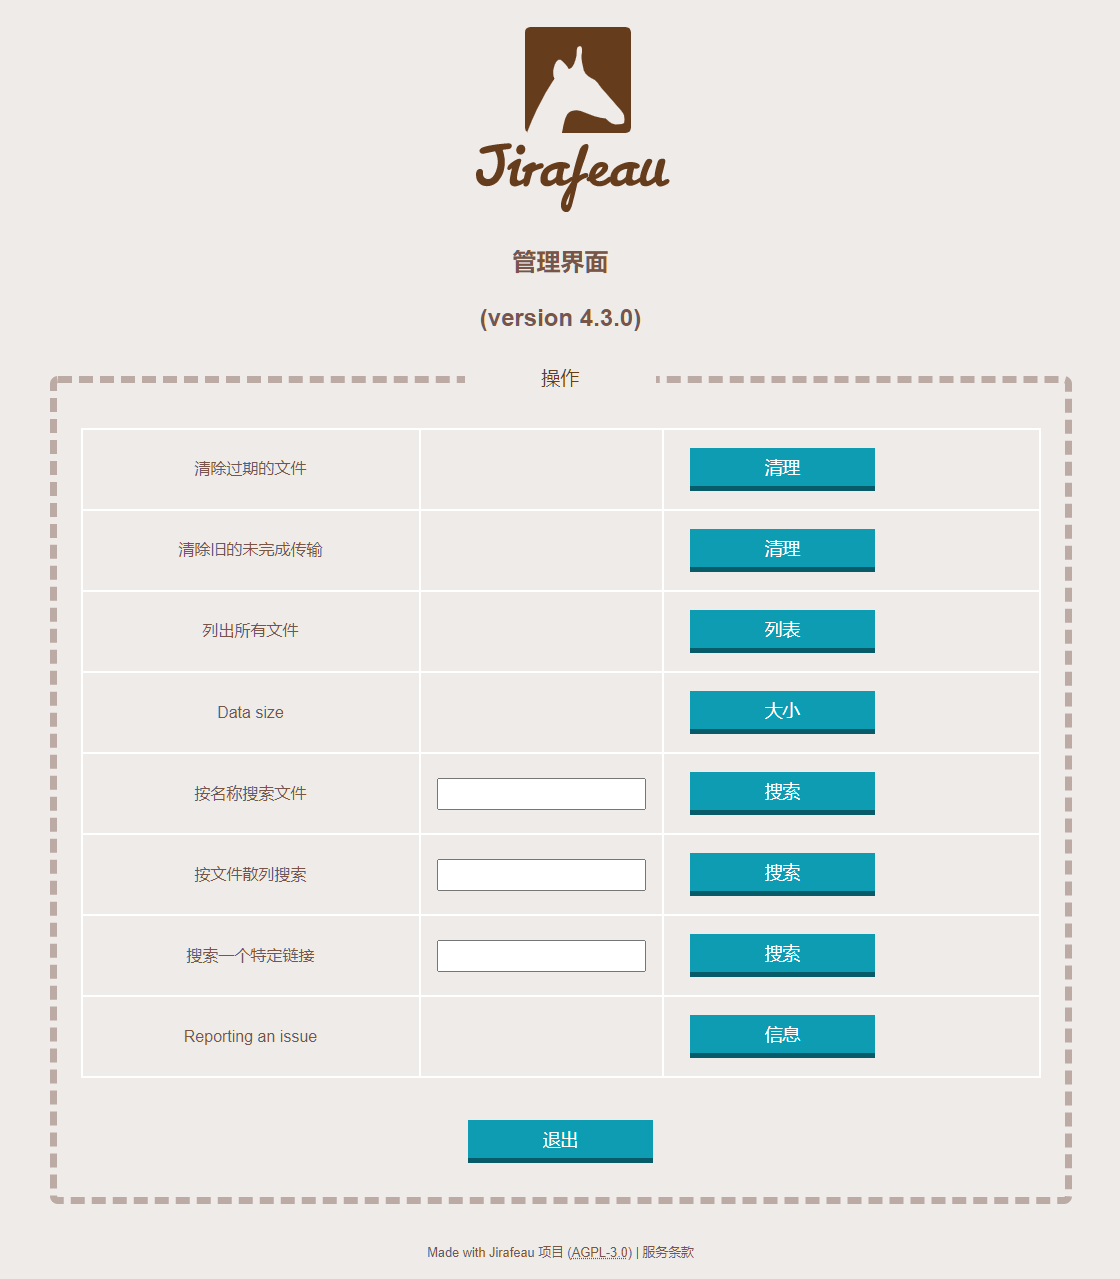 Jirafeau
管理界面
(version 4.3.0)
操作
清除过期的文件 清理
清除旧的未完成传输 清理
列出所有文件 列表
Data size 大小
按名称搜索文件 搜索
按文件散列搜索 搜索
搜索一个特定链接 搜索
Reporting an issue 信息
退出
Made with Jirafeau 项目 (AGPL-3.0) | 服务条款